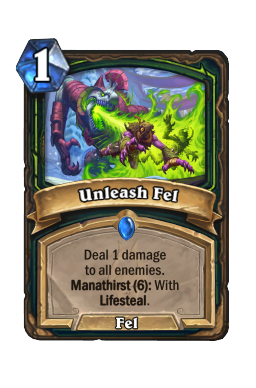 1
Unleash Fel
Deal 1 damage
to all enemies.
Manathirst (6): With
Lifesteal.
Fel